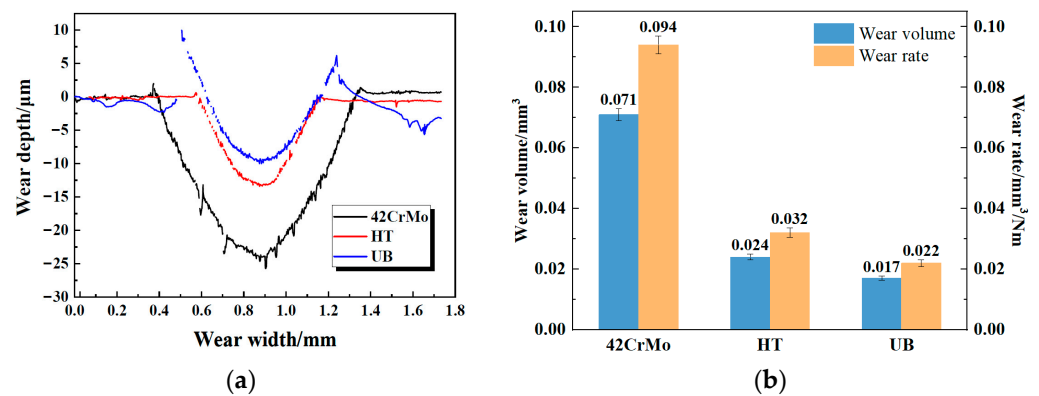 10
5
0
−5
−10
−15
−20
−25
−30
Wear depth/μm
0.0 0.2 0.4 0.6 0.8 1.0 1.2 1.4 1.6 1.8
Wear width/mm
42CrMo
HT
UB
(a)
0.10
0.08
0.06
0.04
0.02
0.00
Wear volume/mm³
Wear volume
Wear rate
0.071
0.094
0.024
0.032
0.017
0.022
42CrMo HT UB
0.10
0.08
0.06
0.04
0.02
0.00
Wear rate/mm³/Nm
(b)